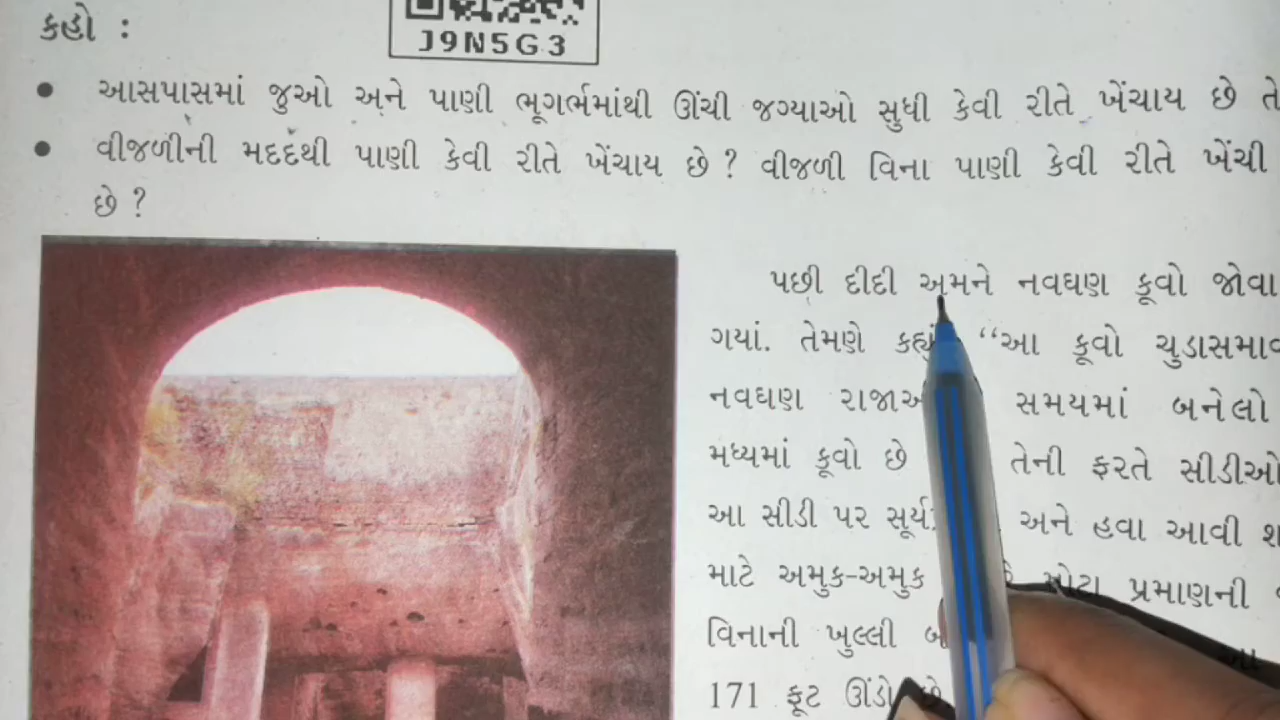 કહો :
J9N5G3
આસપાસમાં જુઓ અને પાણી ભૂગર્ભમાંથી ઊંચી જગ્યાઓ સુધી કેવી રીતે ખેંચાય છે
વીજળીની મદદથી પાણી કેવી રીતે ખેંચાય છે ? વીજળી વિના પાણી કેવી રીતે ખેંચી
છે ?
પછી દીદી અમને નવઘણ કૂવો જોવા
ગયાં. તેમણે કહ્યું “આ કૂવો
નવઘણ સમયમાં બનેલો
મધ્યમાં કૂવો છે તેની ફરતે સીડીઓ
આ સીડી પર અને હવા આવી
માટે અમુક-અમુક મોટા પ્રમાણની
વિનાની ખુલ્લી
171 ફૂટ ઊંડો છે